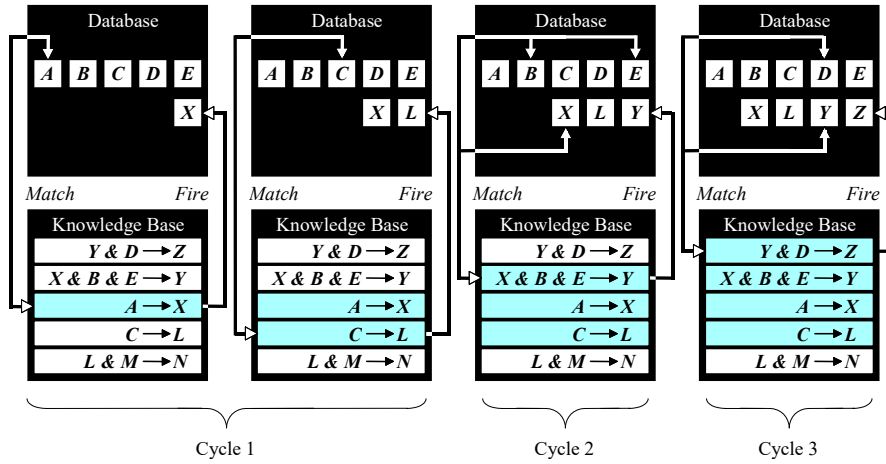 Database
A B C D E
X
Match Fire
Knowledge Base
Y & D → Z
X & B & E → Y
A → X
C → L
L & M → N
Database
A B C D E
X L
Match Fire
Knowledge Base
Y & D → Z
X & B & E → Y
A → X
C → L
L & M → N
Cycle 1
Database
A B C D E
X L Y
Match Fire
Knowledge Base
Y & D → Z
X & B & E → Y
A → X
C → L
L & M → N
Cycle 2
Database
A B C D E
X L Y Z
Match Fire
Knowledge Base
Y & D → Z
X & B & E → Y
A → X
C → L
L & M → N
Cycle 3